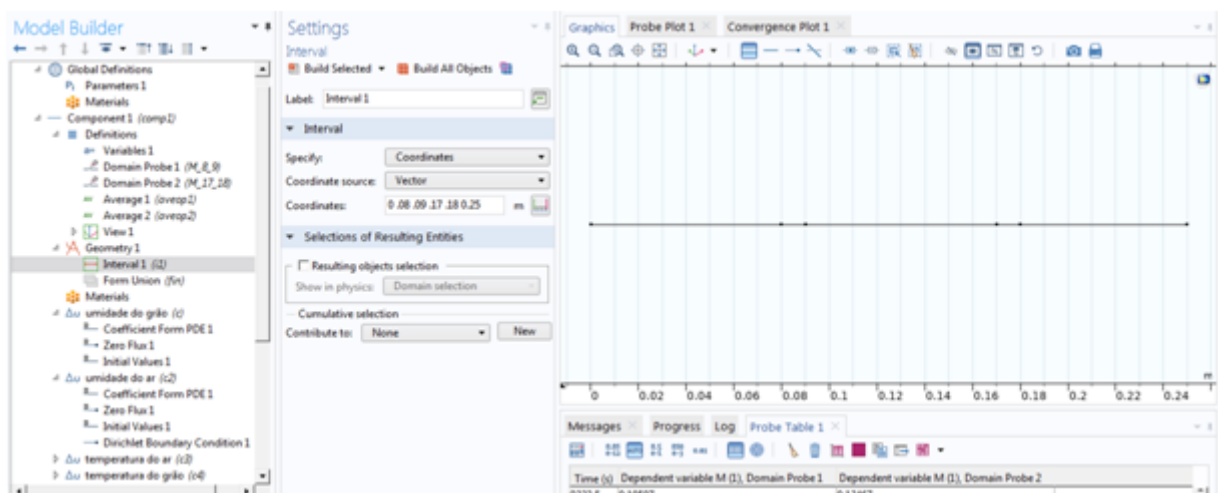 Model Builder
Global Definitions
Pi Parameters 1
Materials
Component 1 (comp1)
Definitions
a= Variables 1
Domain Probe 1 (M_8_9)
Domain Probe 2 (M_17_18)
Average 1 (aveop1)
Average 2 (aveop2)
View 1
Geometry 1
Interval 1 (i1)
Form Union (fin)
Materials
Δu umidade do grão (c)
Coefficient Form PDE 1
Zero Flux 1
Initial Values 1
Δu umidade do ar (c2)
Coefficient Form PDE 1
Zero Flux 1
Initial Values 1
Dirichlet Boundary Condition 1
Δu temperatura do ar (c3)
Δu temperatura do grão (c4)
Settings
Interval
Build Selected Build All Objects
Label: Interval 1
Interval
Specify: Coordinates
Coordinate source: Vector
Coordinates: 0 .08 .09 .17 .18 0.25 m
Selections of Resulting Entities
Resulting objects selection
Show in physics: Domain selection
Cumulative selection
Contribute to: None New
Graphics Probe Plot 1 Convergence Plot 1
m
0 0.02 0.04 0.06 0.08 0.1 0.12 0.14 0.16 0.18 0.2 0.22 0.24
Messages Progress Log Probe Table 1
Time (s) Dependent variable M (1), Domain Probe 1 Dependent variable M (1), Domain Probe 2